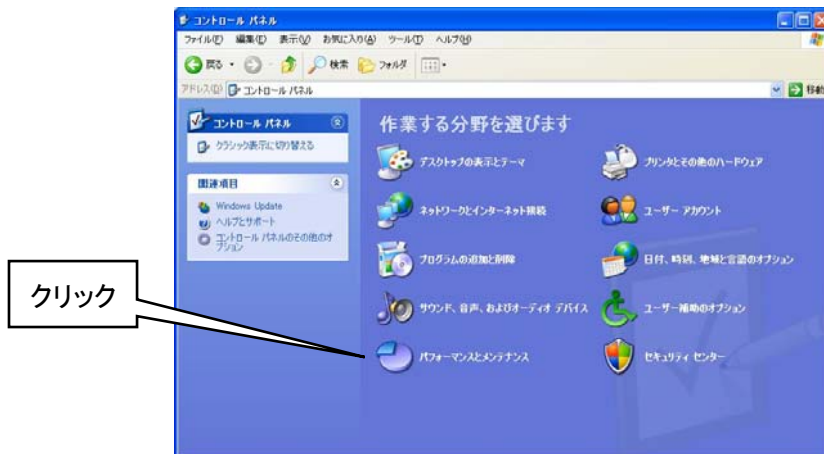 コントロール パネル
ファイル(F) 編集(E) 表示(V) お気に入り(A) ツール(T) ヘルプ(H)
戻る 検索 フォルダ
アドレス(D) コントロール パネル 移動
コントロール パネル
クラシック表示に切り替える
関連項目
Windows Update
ヘルプとサポート
コントロール パネルのその他のオ
プション
作業する分野を選びます
デスクトップの表示とテーマ
プリンタとその他のハードウェア
ネットワークとインターネット接続
ユーザー アカウント
プログラムの追加と削除
日付、時刻、地域と言語のオプション
サウンド、音声、およびオーディオ デバイス
ユーザー補助のオプション
パフォーマンスとメンテナンス
セキュリティ センター
クリック